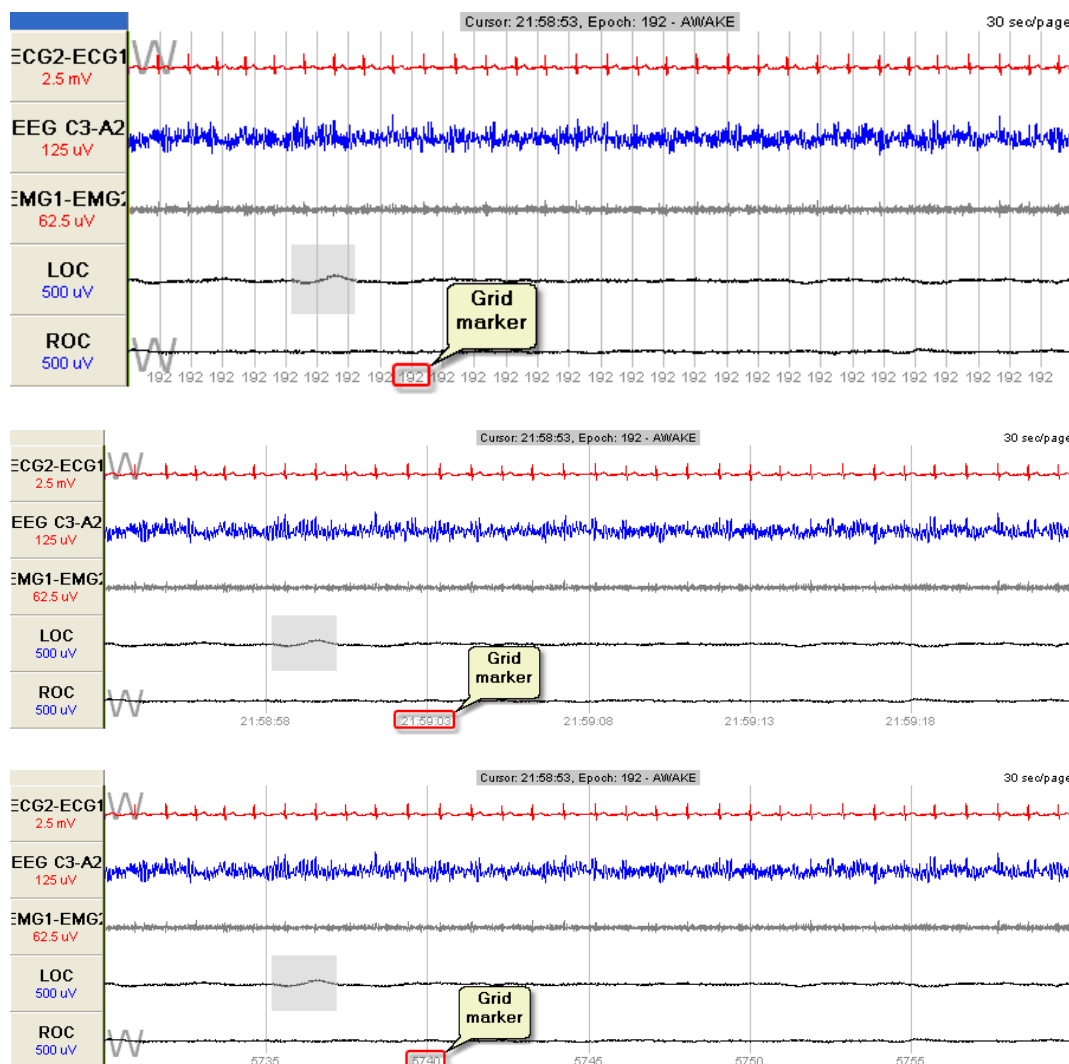 Cursor: 21:58:53, Epoch: 192 - AWAKE
30 sec/page
ECG2-ECG1
2.5 mV
W
EEG C3-A2
125 uV
EMG1-EMG2
62.5 uV
LOC
500 uV
Grid
marker
ROC
500 uV
W
192 192 192 192 192 192 192 192 192 192 192 192 192 192 192 192 192 192 192 192 192 192 192 192 192 192 192 192 192
Cursor: 21:58:53, Epoch: 192 - AWAKE
30 sec/page
ECG2-ECG1
2.5 mV
W
EEG C3-A2
125 uV
EMG1-EMG2
62.5 uV
LOC
500 uV
Grid
marker
ROC
500 uV
W
21:58:58 21:59:03 21:59:08 21:59:13 21:59:18
Cursor: 21:58:53, Epoch: 192 - AWAKE
30 sec/page
ECG2-ECG1
2.5 mV
W
EEG C3-A2
125 uV
EMG1-EMG2
62.5 uV
LOC
500 uV
Grid
marker
ROC
500 uV
W
5735 5740 5745 5750 5755